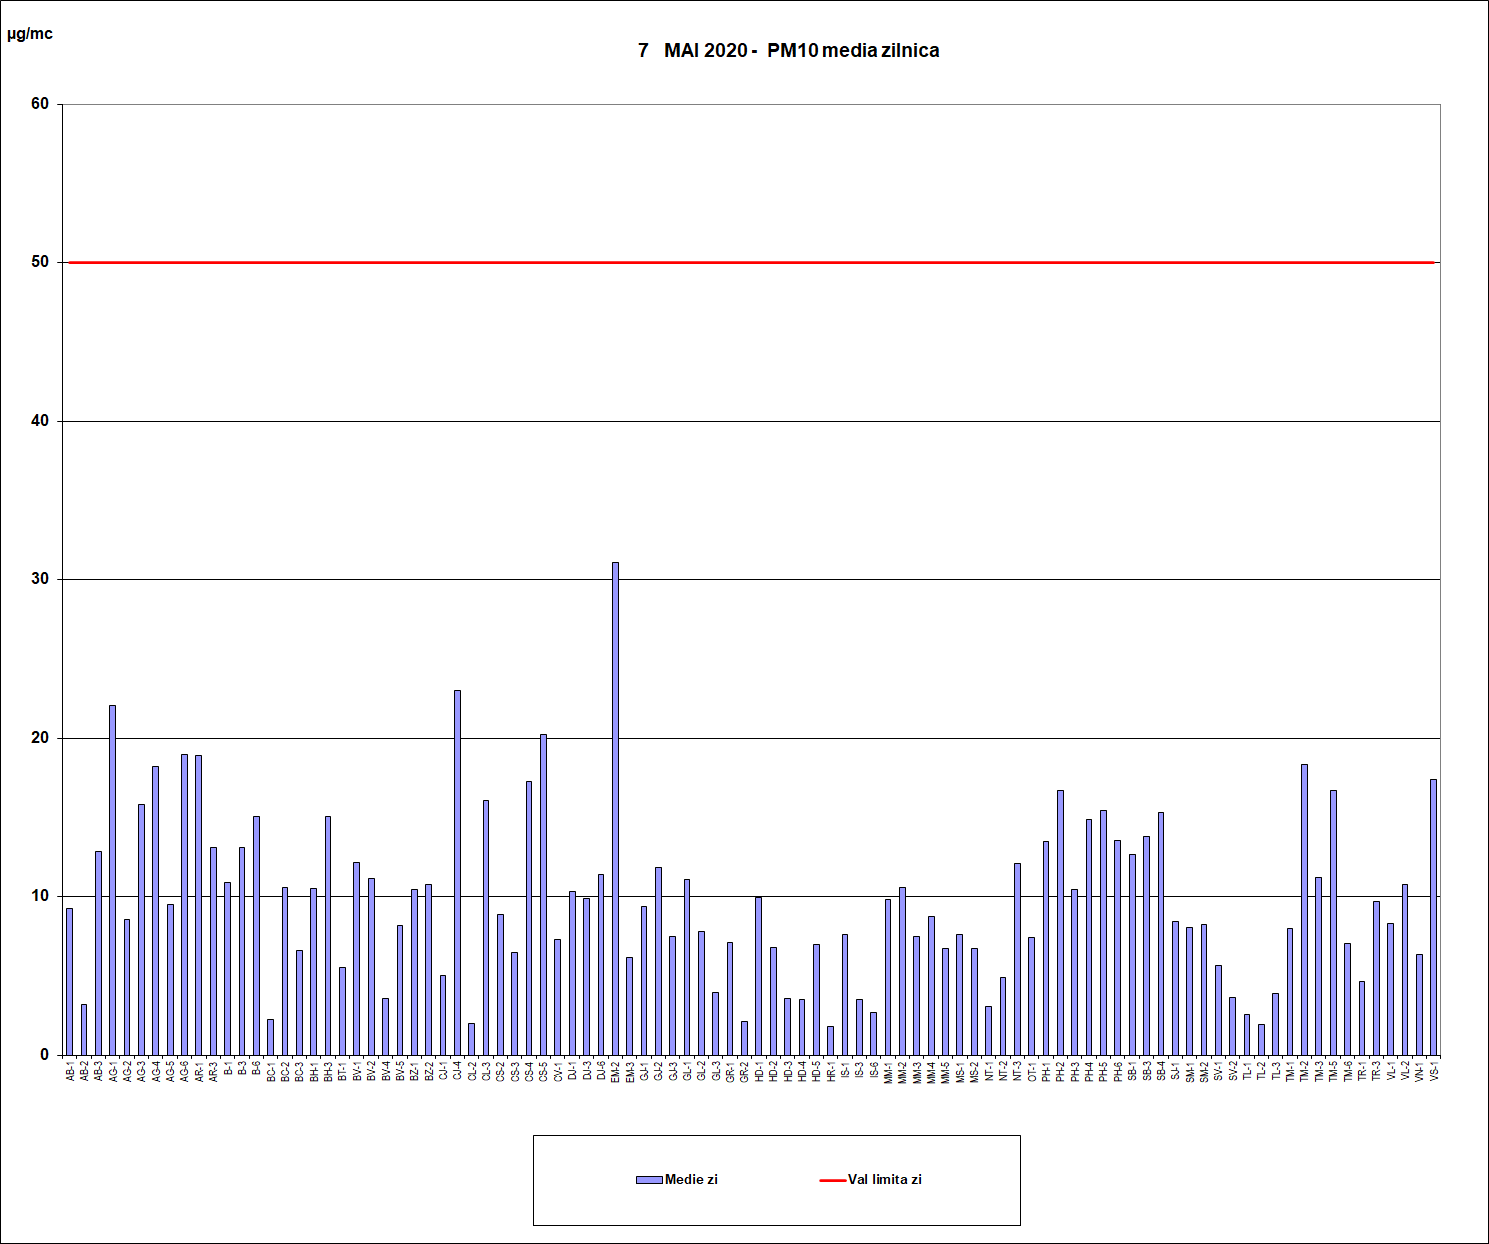 µg/mc
7 MAI 2020 - PM10 media zilnica
60
50
40
30
20
10
0
AB-1 AB-2 AB-3 AG-1 AG-2 AG-3 AG-4 AG-5 AG-6 AR-1 AR-3 B-1 B-3 B-6 BC-1 BC-2 BC-3 BH-1 BH-3 BT-1 BV-1 BV-2 BV-4 BV-5 BZ-1 BZ-2 CJ-1 CJ-4 CL-2 CL-3 CS-2 CS-3 CS-4 CS-5 CV-1 DJ-1 DJ-3 DJ-6 EM-2 EM-3 GJ-1 GJ-2 GJ-3 GL-1 GL-2 GL-3 GR-1 GR-2 HD-1 HD-2 HD-3 HD-4 HD-5 HR-1 IS-1 IS-3 IS-6 MM-1 MM-2 MM-3 MM-4 MM-5 MS-1 MS-2 NT-1 NT-2 NT-3 OT-1 PH-1 PH-2 PH-3 PH-4 PH-5 PH-6 SB-1 SB-3 SB-4 SJ-1 SM-1 SM-2 SV-1 SV-2 TL-1 TL-2 TL-3 TM-1 TM-2 TM-3 TM-5 TM-6 TR-1 TR-3 VL-1 VL-2 VN-1 VS-1
Medie zi
Val limita zi